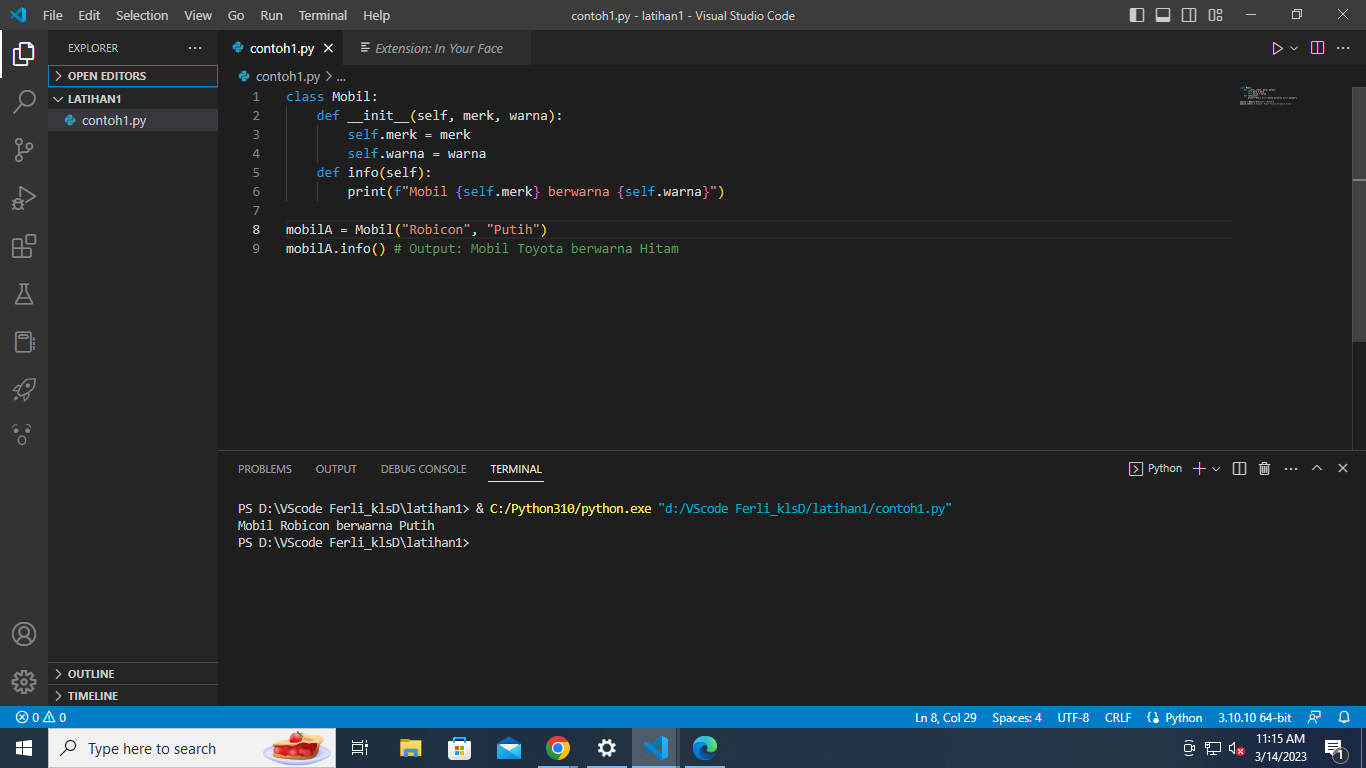 File Edit Selection View Go Run Terminal Help contoh1.py - latihan1 - Visual Studio Code
EXPLORER
OPEN EDITORS
LATIHAN1
contoh1.py
contoh1.py Extension: In Your Face
contoh1.py > ...
1 class Mobil:
2 def __init__(self, merk, warna):
3 self.merk = merk
4 self.warna = warna
5 def info(self):
6 print(f"Mobil {self.merk} berwarna {self.warna}")
7
8 mobilA = Mobil("Robicon", "Putih")
9 mobilA.info() # Output: Mobil Toyota berwarna Hitam
PROBLEMS OUTPUT DEBUG CONSOLE TERMINAL Python
PS D:\VScode Ferli_klsD\latihan1> & C:/Python310/python.exe "d:/VScode Ferli_klsD/latihan1/contoh1.py"
Mobil Robicon berwarna Putih
PS D:\VScode Ferli_klsD\latihan1>
OUTLINE
TIMELINE
0 0 Ln 8, Col 29 Spaces: 4 UTF-8 CRLF Python 3.10.10 64-bit
Type here to search
11:15 AM
3/14/2023
1